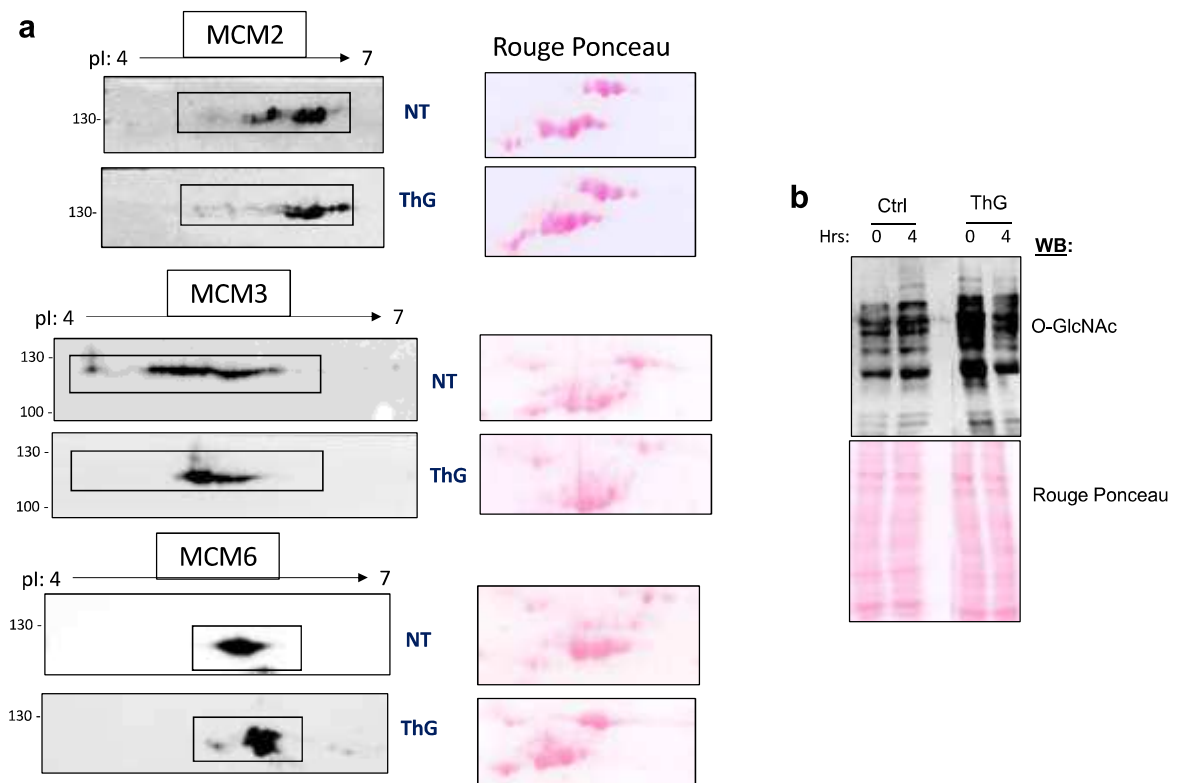 a
MCM2
pI: 4 7
Rouge Ponceau
130-
NT
130-
ThG
MCM3
pI: 4 7
130 -
NT
100 -
130 -
ThG
100 -
MCM6
pI: 4 7
130 -
NT
130 -
ThG
b
Ctrl ThG
Hrs: 0 4 0 4
WB:
O-GlcNAc
Rouge Ponceau